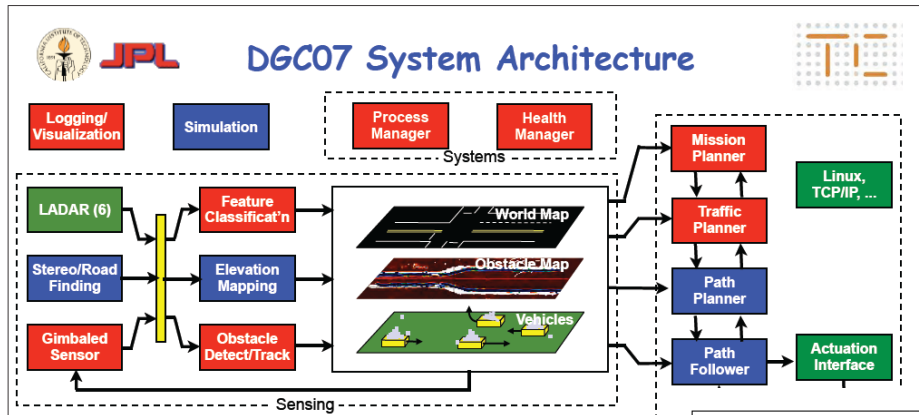 JPL
DGC07 System Architecture
Logging/
Visualization
Simulation
Process
Manager
Health
Manager
Systems
Mission
Planner
Linux,
TCP/IP, ...
LADAR (6)
Feature
Classificat'n
World Map
Traffic
Planner
Stereo/Road
Finding
Elevation
Mapping
Obstacle Map
Path
Planner
Gimbaled
Sensor
Obstacle
Detect/Track
Vehicles
Path
Follower
Actuation
Interface
Sensing